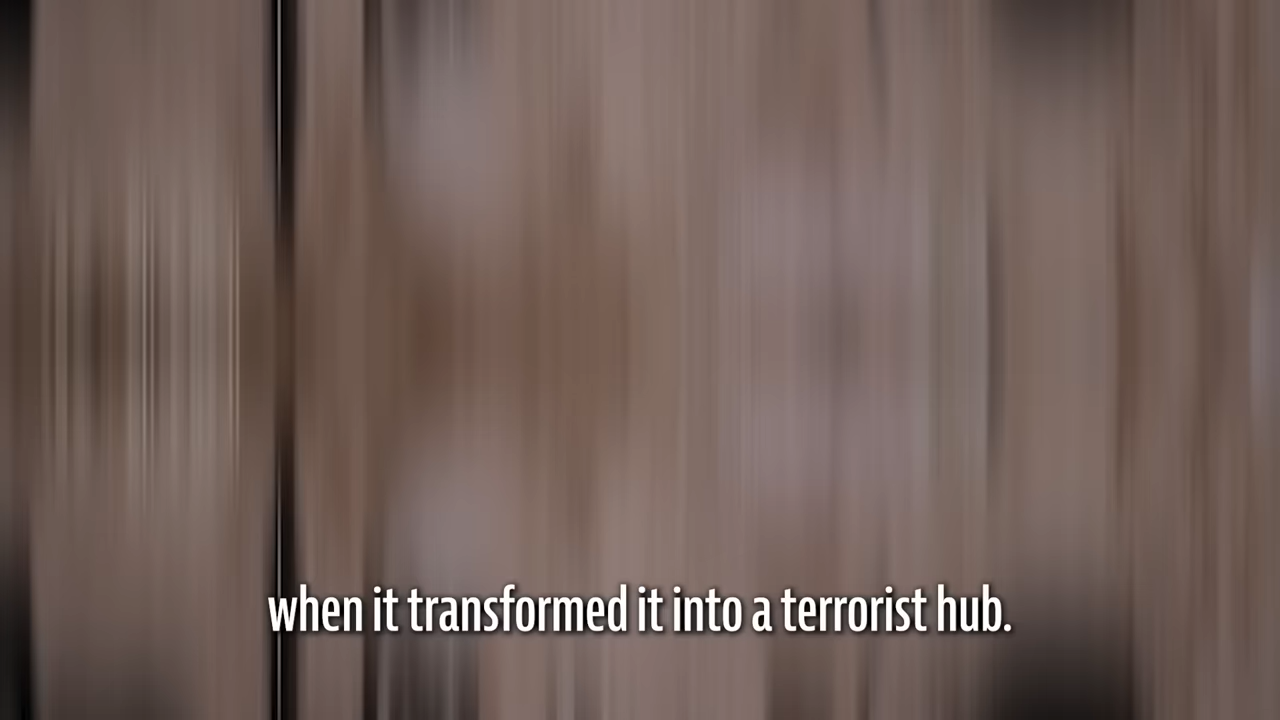 when it transformed it into a terrorist hub.